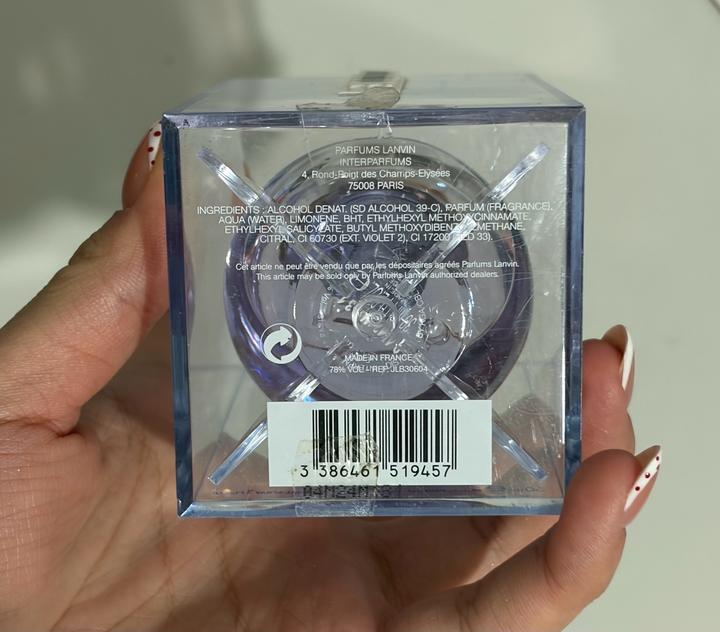 PARFUMS LANVIN
INTERPARFUMS
4, Rond-Point des Champs-Elysées
75008 PARIS
INGREDIENTS : ALCOHOL DENAT. (SD ALCOHOL 39-C), PARFUM (FRAGRANCE),
AQUA (WATER), LIMONENE, BHT, ETHYLHEXYL METHOXYCINNAMATE,
ETHYLHEXYL SALICYLATE, BUTYL METHOXYDIBENZOYLMETHANE,
CITRAL, CI 60730 (EXT. VIOLET 2), CI 17200 (RED 33).
Cet article ne peut être vendu que par les dépositaires agréés Parfums Lanvin.
This article may be sold only by Parfums Lanvin authorized dealers.
MADE IN FRANCE
78% VOL - REF. JLB30604
3 386461 519457